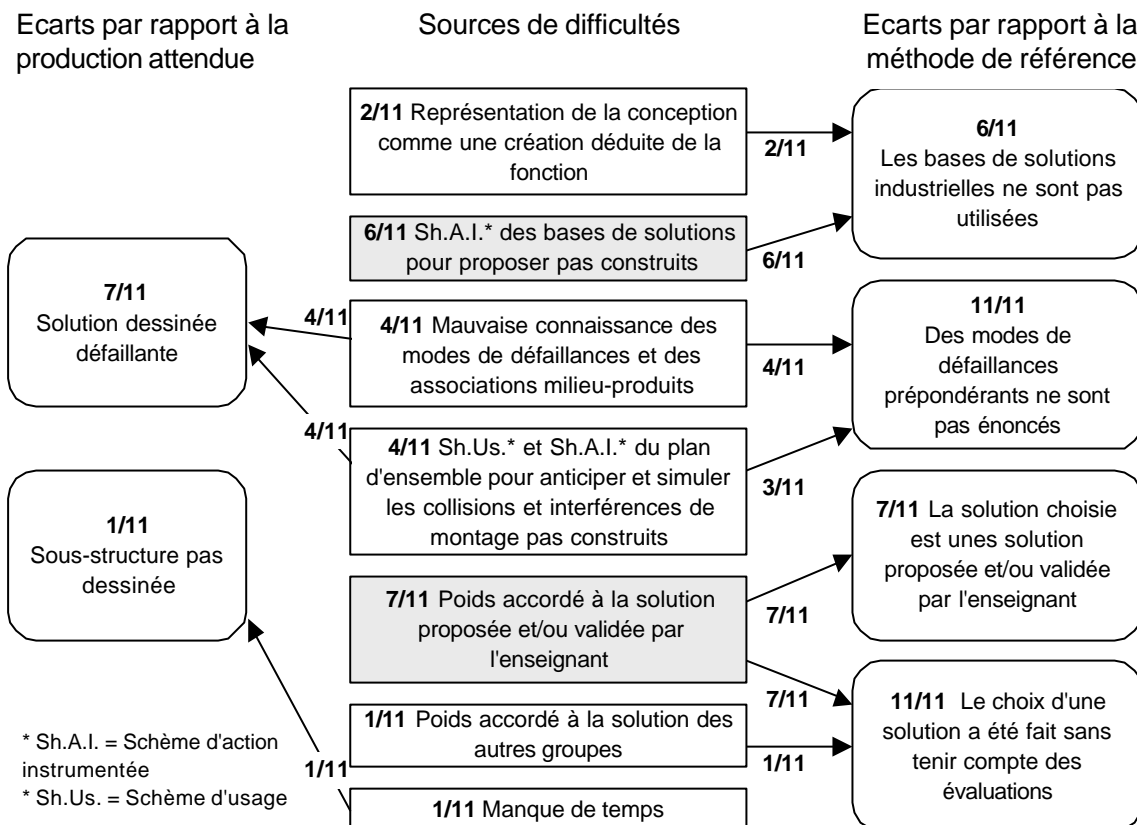 Ecarts par rapport à la
production attendue
Sources de difficultés
Ecarts par rapport à la
méthode de référence
2/11 Représentation de la conception
comme une création déduite de la
fonction
2/11
6/11
Les bases de solutions
industrielles ne sont pas
utilisées
6/11 Sh.A.I.* des bases de solutions
pour proposer pas construits
6/11
7/11
Solution dessinée
défaillante
4/11
4/11 Mauvaise connaissance des
modes de défaillances et des
associations milieu-produits
4/11
11/11
Des modes de
défaillances
prépondérants ne sont
pas énoncés
4/11
4/11 Sh.Us.* et Sh.A.I.* du plan
d'ensemble pour anticiper et simuler
les collisions et interférences de
montage pas construits
3/11
1/11
Sous-structure pas
dessinée
7/11 Poids accordé à la solution
proposée et/ou validée par
l'enseignant
7/11
7/11
7/11 La solution choisie
est unes solution
proposée et/ou validée
par l'enseignant
1/11 Poids accordé à la solution des
autres groupes
1/11
11/11 Le choix d'une
solution a été fait sans
tenir compte des
évaluations
* Sh.A.I. = Schème d'action
instrumentée
* Sh.Us. = Schème d'usage
1/11
1/11 Manque de temps